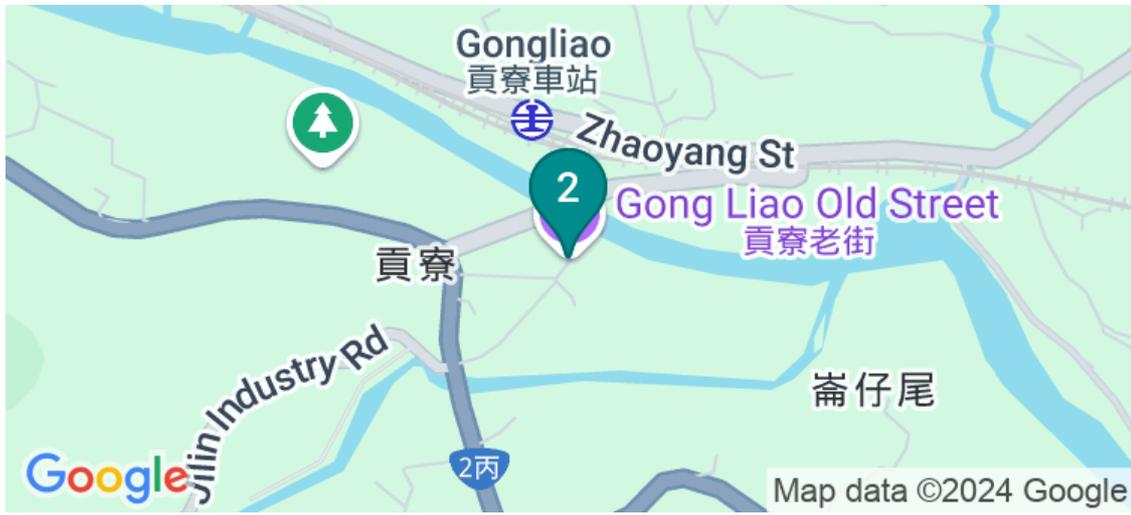 Gongliao
貢寮車站
Zhaoyang St
2
Gong Liao Old Street
貢寮老街
貢寮
Jilin Industry Rd
崙仔尾
2丙
Google
Map data ©2024 Google